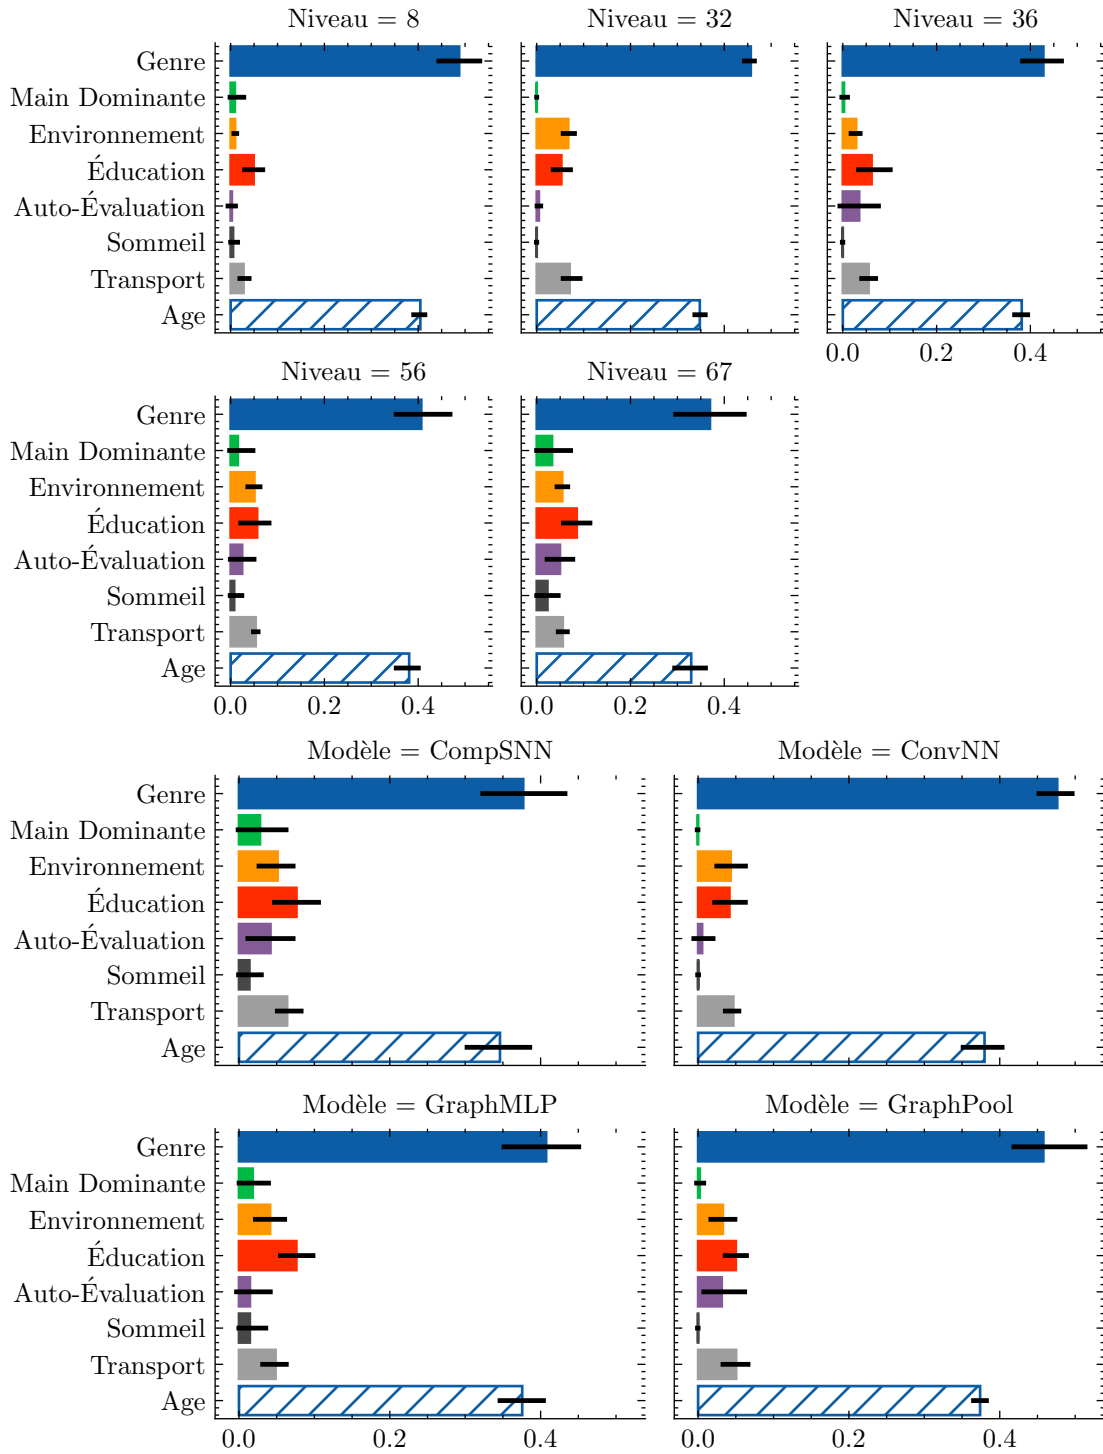 Niveau = 8 Niveau = 32 Niveau = 36
Genre
Main Dominante
Environnement
Éducation
Auto-Évaluation
Sommeil
Transport
Age
0.0 0.2 0.4
Niveau = 56 Niveau = 67
Genre
Main Dominante
Environnement
Éducation
Auto-Évaluation
Sommeil
Transport
Age
0.0 0.2 0.4 0.0 0.2 0.4
Modèle = CompSNN Modèle = ConvNN
Genre
Main Dominante
Environnement
Éducation
Auto-Évaluation
Sommeil
Transport
Age
Modèle = GraphMLP Modèle = GraphPool
Genre
Main Dominante
Environnement
Éducation
Auto-Évaluation
Sommeil
Transport
Age
0.0 0.2 0.4 0.0 0.2 0.4